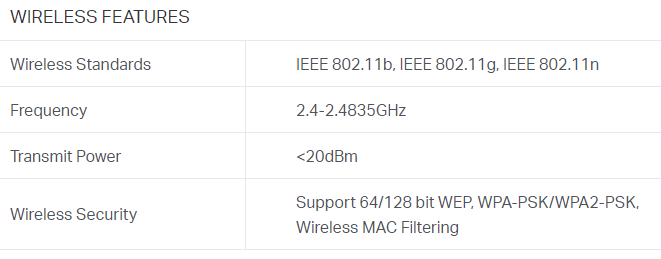 WIRELESS FEATURES
Wireless Standards IEEE 802.11b, IEEE 802.11g, IEEE 802.11n
Frequency 2.4-2.4835GHz
Transmit Power <20dBm
Wireless Security Support 64/128 bit WEP, WPA-PSK/WPA2-PSK,
Wireless MAC Filtering